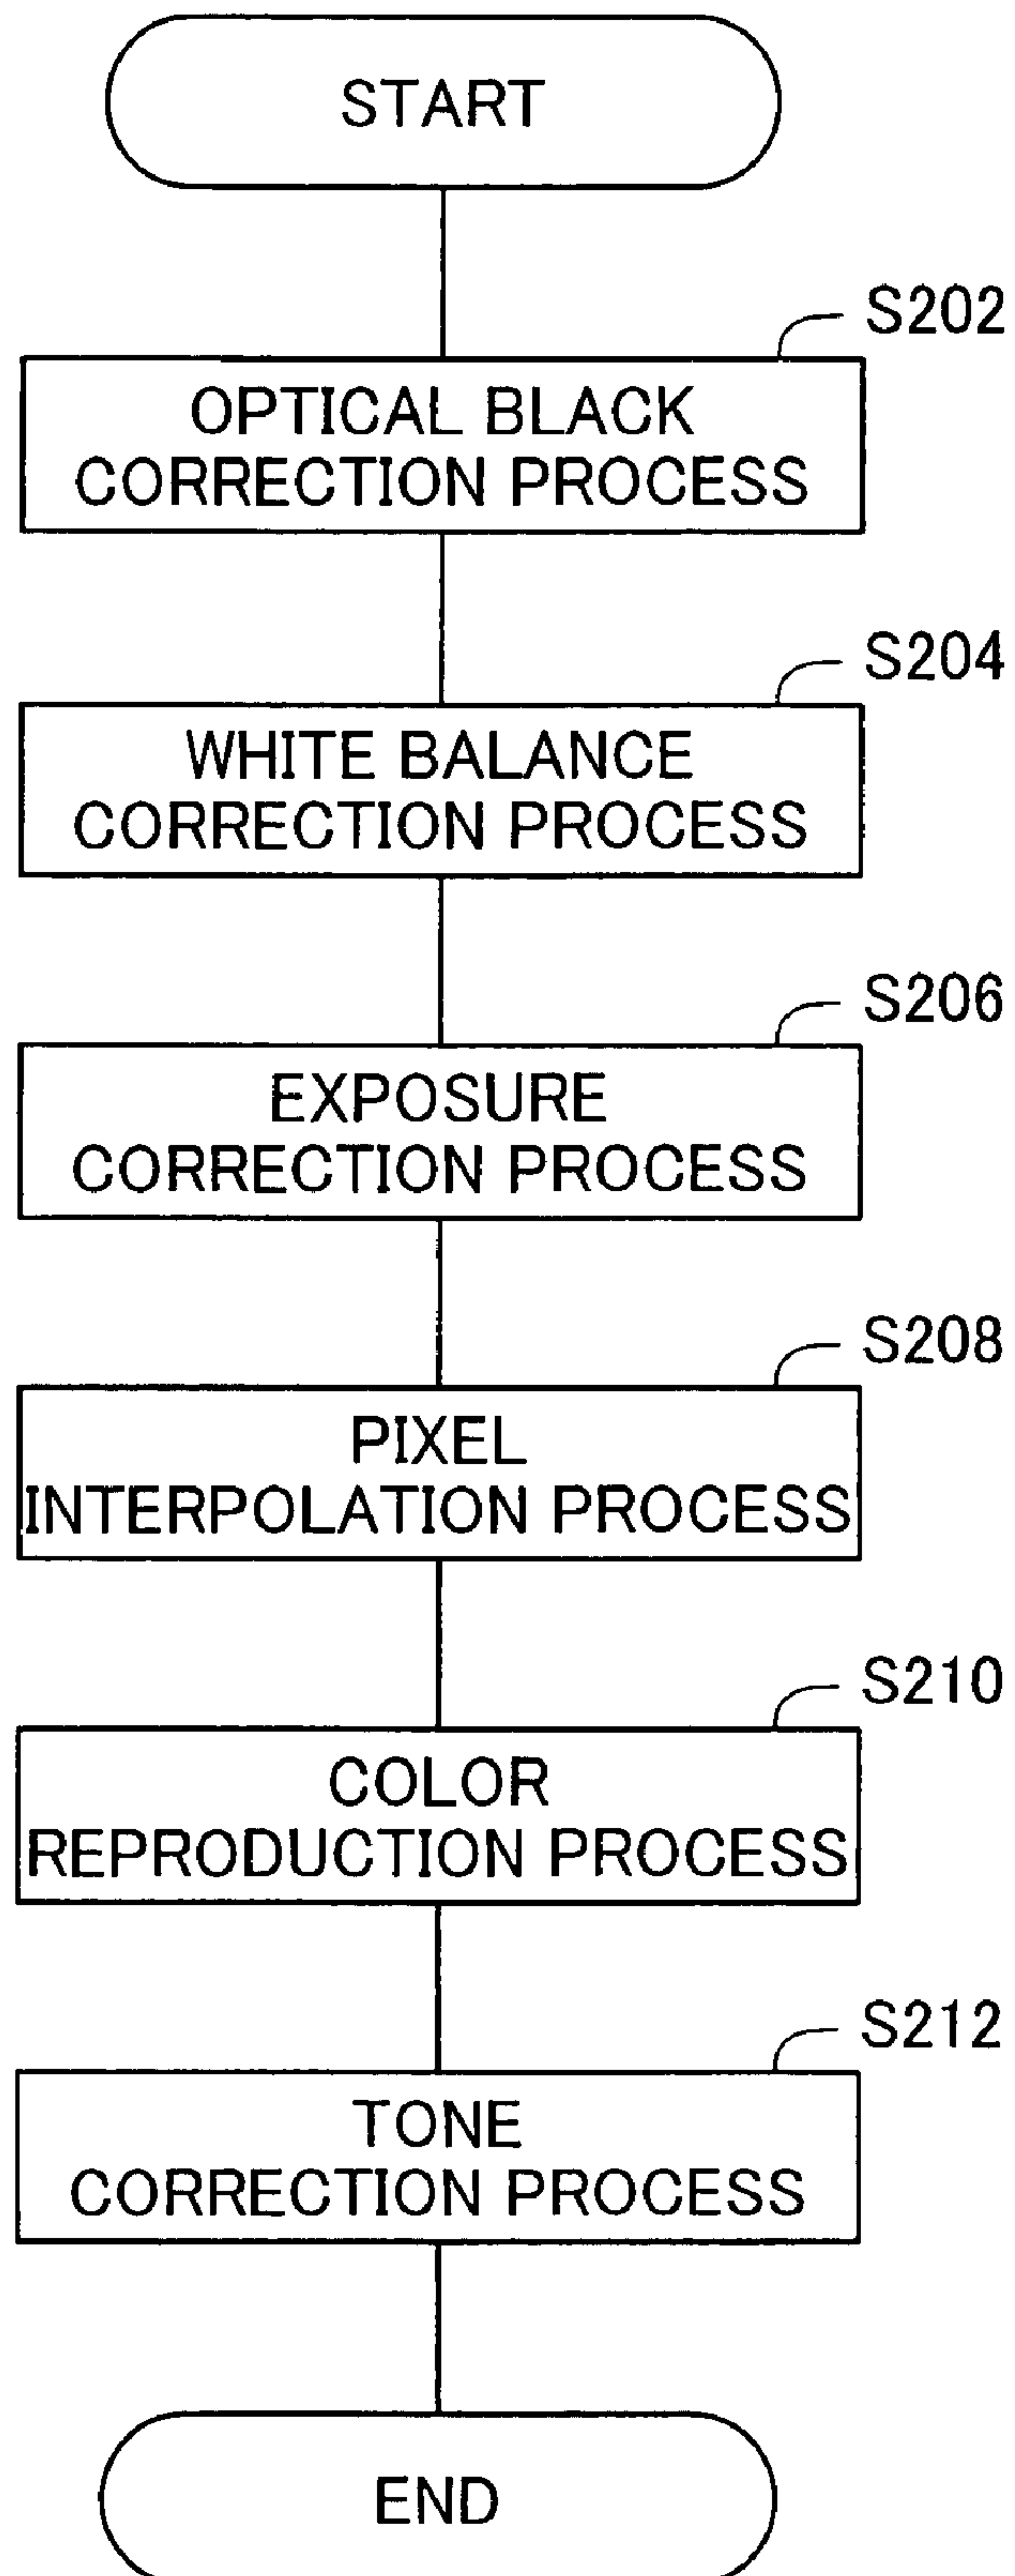 START
S202
OPTICAL BLACK
CORRECTION PROCESS
S204
WHITE BALANCE
CORRECTION PROCESS
S206
EXPOSURE
CORRECTION PROCESS
S208
PIXEL
INTERPOLATION PROCESS
S210
COLOR
REPRODUCTION PROCESS
S212
TONE
CORRECTION PROCESS
END